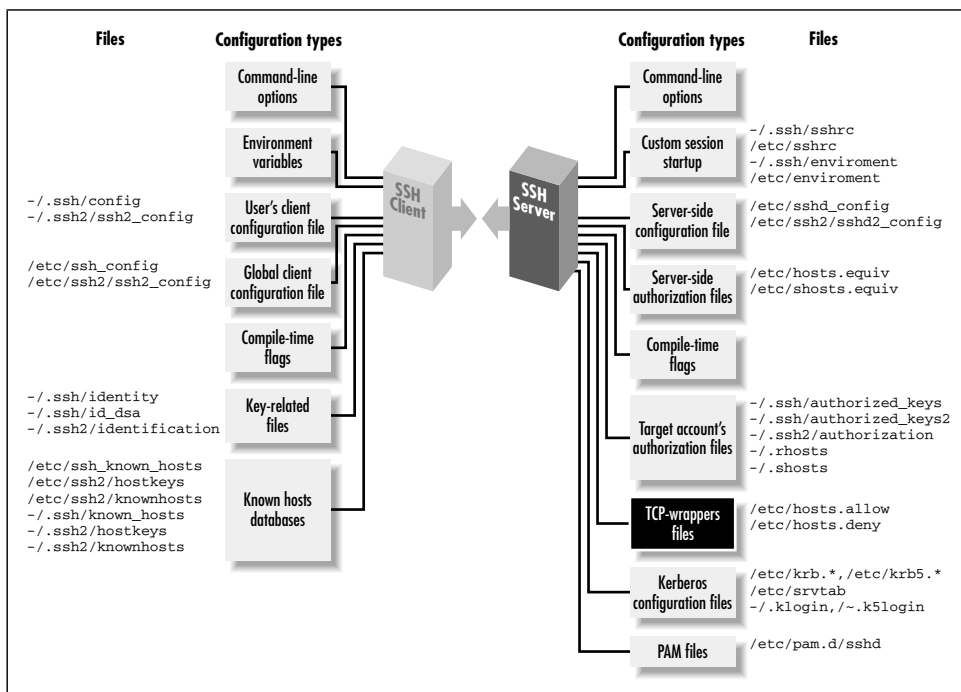 Files
Configuration types
Command-line
options
Environment
variables
-/.ssh/config
-/.ssh2/ssh2_config
User's client
configuration file
/etc/ssh_config
/etc/ssh2/ssh2_config
Global client
configuration file
Compile-time
flags
-/.ssh/identity
-/.ssh/id_dsa
-/.ssh2/identification
Key-related
files
/etc/ssh_known_hosts
/etc/ssh2/hostkeys
/etc/ssh2/knownhosts
-/.ssh/known_hosts
-/.ssh2/hostkeys
-/.ssh2/knownhosts
Known hosts
databases
SSH
Client
SSH
Server
Configuration types
Files
Command-line
options
Custom session
startup
-/.ssh/sshrc
/etc/sshrc
-/.ssh/enviroment
/etc/enviroment
Server-side
configuration file
/etc/sshd_config
/etc/ssh2/sshd2_config
Server-side
authorization files
/etc/hosts.equiv
/etc/shosts.equiv
Compile-time
flags
Target account's
authorization files
-/.ssh/authorized_keys
-/.ssh/authorized_keys2
-/.ssh2/authorization
-/.rhosts
-/.shosts
TCP-wrappers
files
/etc/hosts.allow
/etc/hosts.deny
Kerberos
configuration files
/etc/krb.*,/etc/krb5.*
/etc/srvtab
-/.klogin,/~.k5login
PAM files
/etc/pam.d/sshd